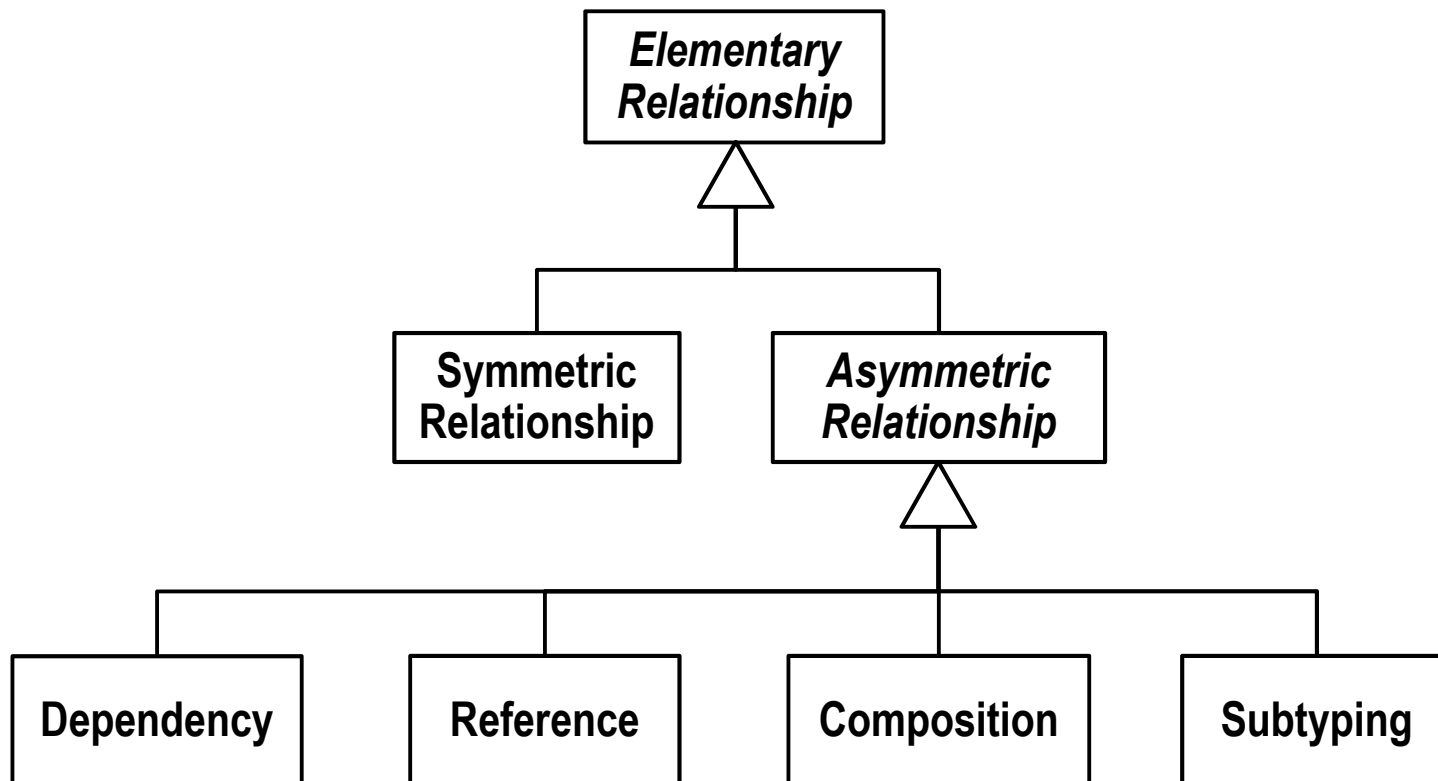 Elementary
Relationship
Symmetric
Relationship
Asymmetric
Relationship
Dependency
Reference
Composition
Subtyping